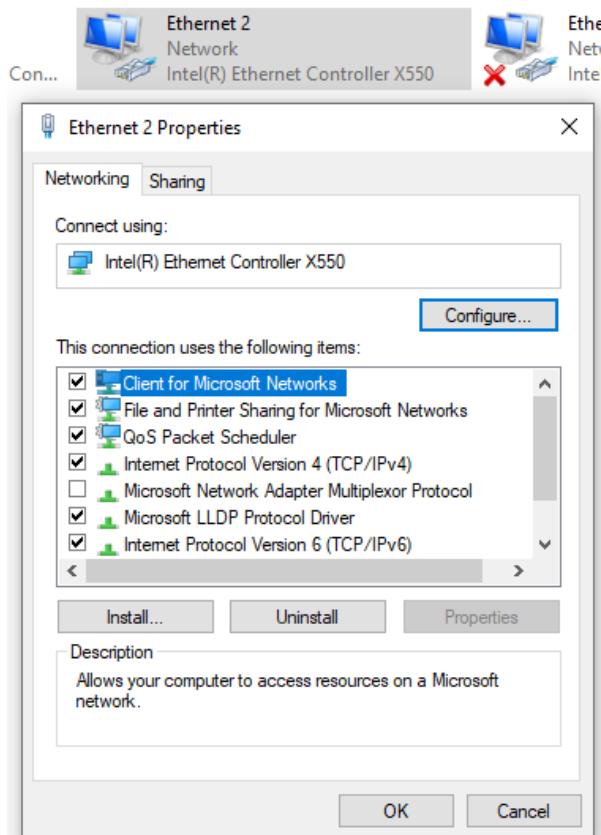 Con...
Ethernet 2
Network
Intel(R) Ethernet Controller X550
Ethernet 2 Properties
Networking
Sharing
Connect using:
Intel(R) Ethernet Controller X550
Configure...
This connection uses the following items:
Client for Microsoft Networks
File and Printer Sharing for Microsoft Networks
QoS Packet Scheduler
Internet Protocol Version 4 (TCP/IPv4)
Microsoft Network Adapter Multiplexor Protocol
Microsoft LLDP Protocol Driver
Internet Protocol Version 6 (TCP/IPv6)
Install...
Uninstall
Properties
Description
Allows your computer to access resources on a Microsoft
network.
OK
Cancel